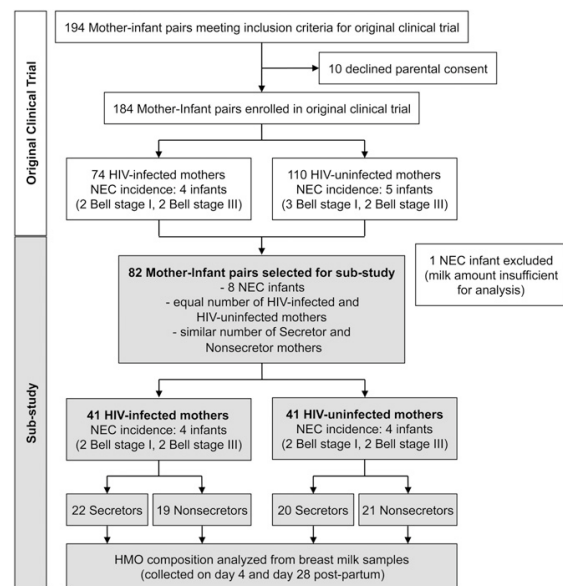 194 Mother-infant pairs meeting inclusion criteria for original clinical trial
10 declined parental consent
184 Mother-Infant pairs enrolled in original clinical trial
Original Clinical Trial
74 HIV-infected mothers
NEC incidence: 4 infants
(2 Bell stage I, 2 Bell stage III)
110 HIV-uninfected mothers
NEC incidence: 5 infants
(3 Bell stage I, 2 Bell stage III)
82 Mother-Infant pairs selected for sub-study
- 8 NEC infants
- equal number of HIV-infected and
HIV-uninfected mothers
- similar number of Secretor and
Nonsecretor mothers
1 NEC infant excluded
(milk amount insufficient
for analysis)
Sub-study
41 HIV-infected mothers
NEC incidence: 4 infants
(2 Bell stage I, 2 Bell stage III)
41 HIV-uninfected mothers
NEC incidence: 4 infants
(2 Bell stage I, 2 Bell stage III)
22 Secretors
19 Nonsecretors
20 Secretors
21 Nonsecretors
HMO composition analyzed from breast milk samples
(collected on day 4 and day 28 post-partum)